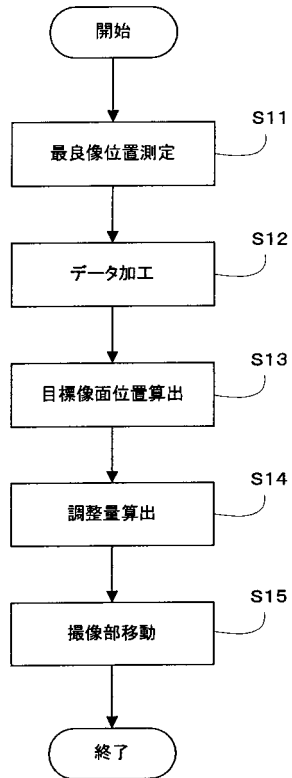 開始
S11
最良像位置測定
S12
データ加工
S13
目標像面位置算出
S14
調整量算出
S15
撮像部移動
終了